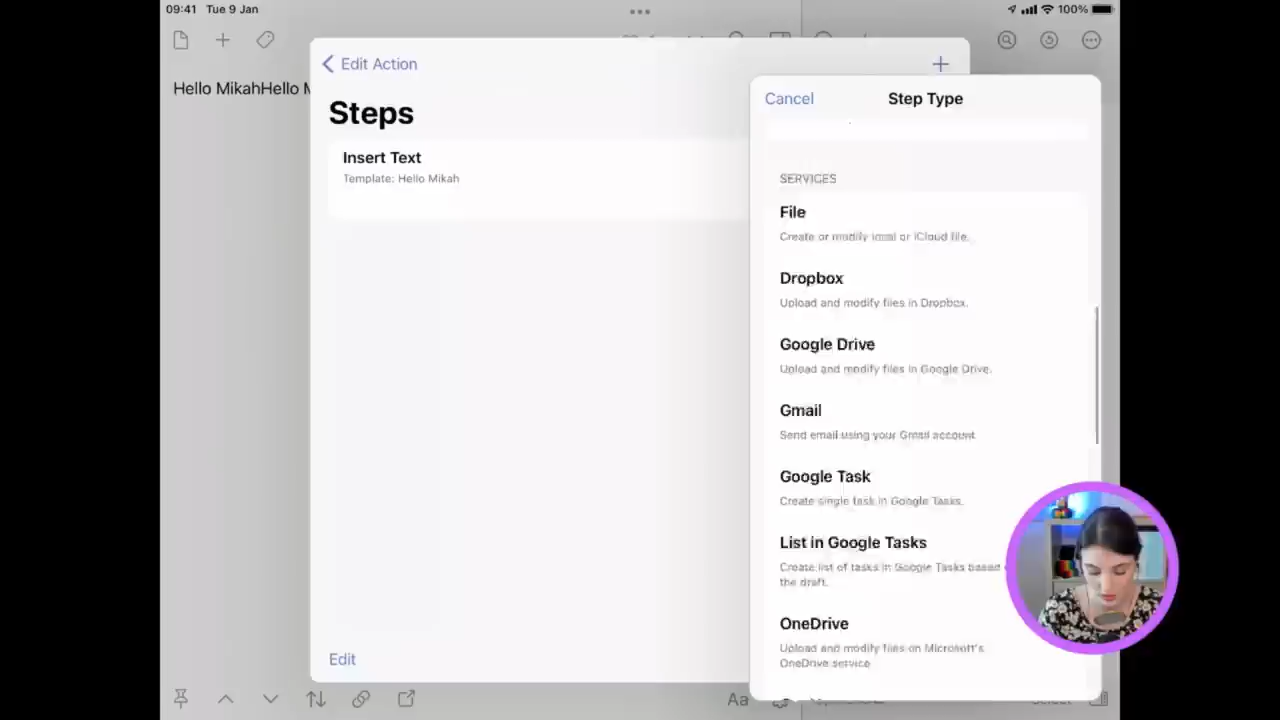 09:41 Tue 9 Jan
100%
Hello MikahHello M
Edit Action
Steps
Insert Text
Template: Hello Mikah
Edit
Cancel
Step Type
SERVICES
File
Create or modify local or iCloud file.
Dropbox
Upload and modify files in Dropbox.
Google Drive
Upload and modify files in Google Drive.
Gmail
Send email using your Gmail account
Google Task
Create single task in Google Tasks.
List in Google Tasks
Create list of tasks in Google Tasks based
the draft.
OneDrive
Upload and modify files on Microsoft's
OneDrive service
Aa
Select